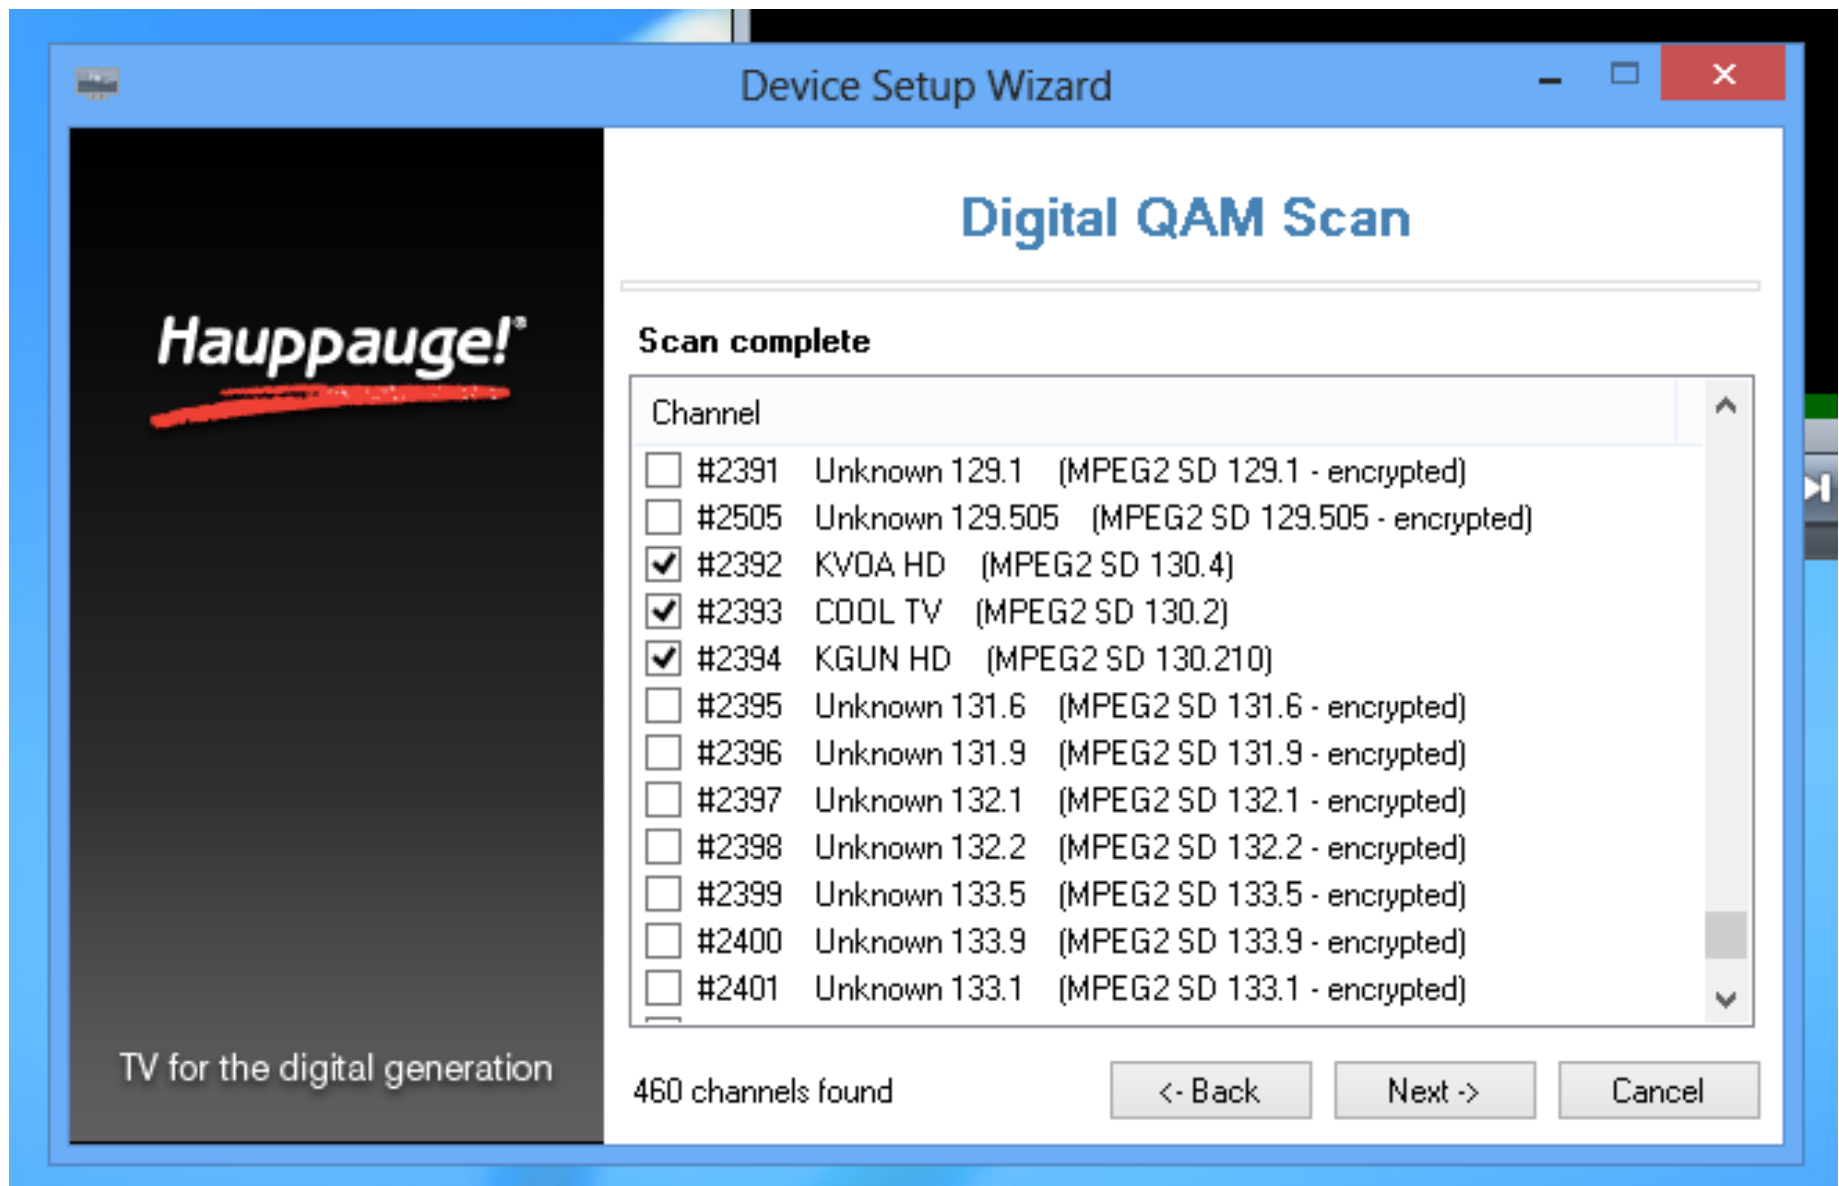 Device Setup Wizard
Hauppauge!®
TV for the digital generation
Digital QAM Scan
Scan complete
Channel
#2391 Unknown 129.1 (MPEG2 SD 129.1 - encrypted)
#2505 Unknown 129.505 (MPEG2 SD 129.505 - encrypted)
#2392 KVOA HD (MPEG2 SD 130.4)
#2393 COOL TV (MPEG2 SD 130.2)
#2394 KGUN HD (MPEG2 SD 130.210)
#2395 Unknown 131.6 (MPEG2 SD 131.6 - encrypted)
#2396 Unknown 131.9 (MPEG2 SD 131.9 - encrypted)
#2397 Unknown 132.1 (MPEG2 SD 132.1 - encrypted)
#2398 Unknown 132.2 (MPEG2 SD 132.2 - encrypted)
#2399 Unknown 133.5 (MPEG2 SD 133.5 - encrypted)
#2400 Unknown 133.9 (MPEG2 SD 133.9 - encrypted)
#2401 Unknown 133.1 (MPEG2 SD 133.1 - encrypted)
460 channels found
<- Back
Next ->
Cancel